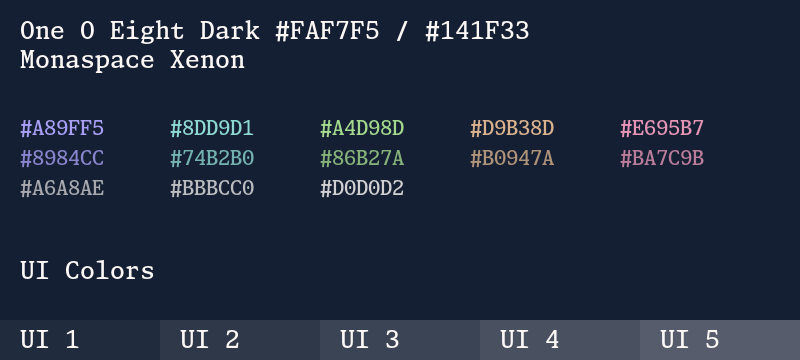 One O Eight Dark #FAF7F5 / #141F33
Monaspace Xenon
#A89FF5 #8DD9D1 #A4D98D #D9B38D #E695B7
#8984CC #74B2B0 #86B27A #B0947A #BA7C9B
#A6A8AE #BBBCC0 #D0D0D2
UI Colors
UI 1 UI 2 UI 3 UI 4 UI 5